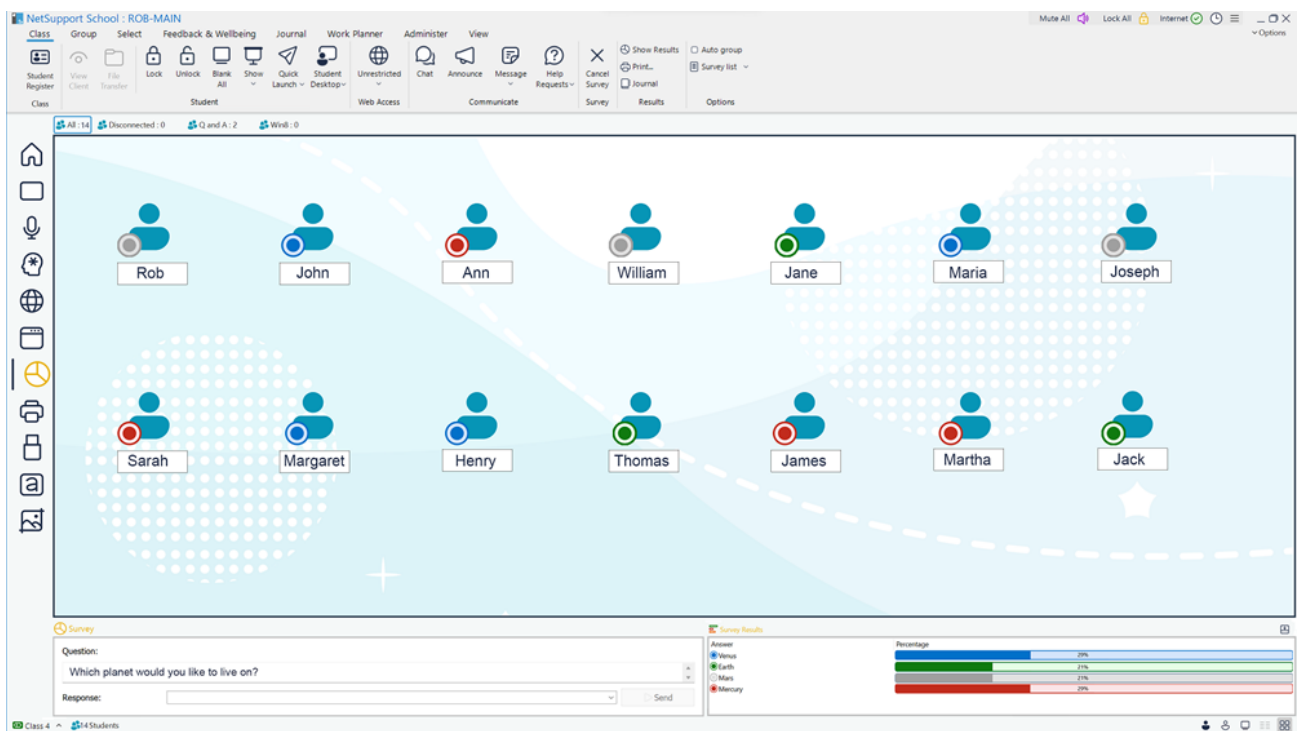 NetSupport School : ROB-MAIN
Mute All Lock All Internet
Class Group Select Feedback & Wellbeing Journal Work Planner Administer View Options
Student Register
View Client
File Transfer
Lock
Unlock
Blank All
Show
Quick Launch
Student Desktop
Unrestricted
Chat
Announce
Message
Help Requests
Cancel Survey
Show Results
Print...
Journal
Auto group
Survey list
Class Student Web Access Communicate Survey Results Options
All : 14 Disconnected : 0 Q and A : 2 Win8 : 0
Rob John Ann William Jane Maria Joseph
Sarah Margaret Henry Thomas James Martha Jack
Survey
Question:
Which planet would you like to live on?
Response:
Send
Survey Results
Answer Percentage
Venus 29%
Earth 21%
Mars 21%
Mercury 29%
Class 4 14 Students